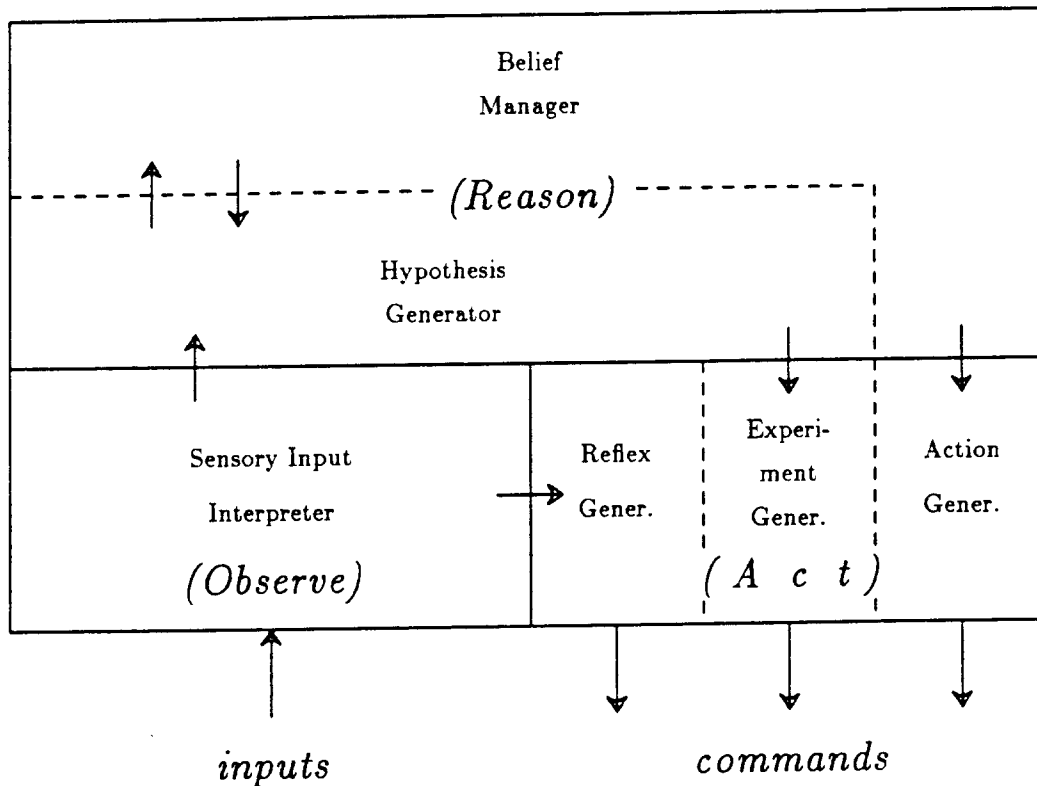 Belief
Manager
(Reason)
Hypothesis
Generator
Sensory Input
Interpreter
(Observe)
Reflex
Gener.
Experi-
ment
Gener.
Action
Gener.
(A c t)
inputs
commands